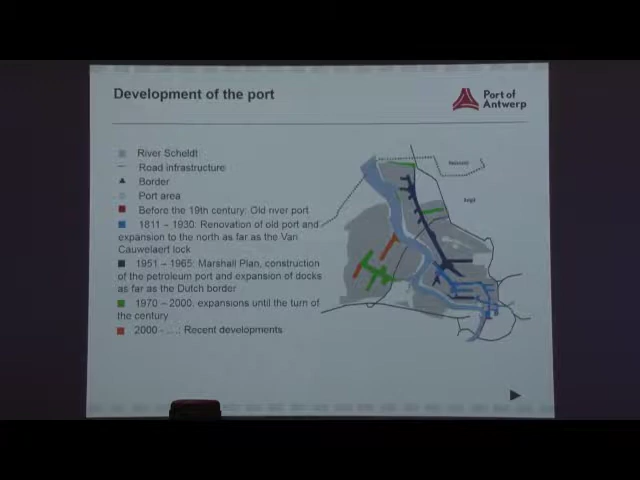 Development of the port
Port of
Antwerp
River Scheldt
Road infrastructure
Border
Port area
Before the 19th century: Old river port
1811 – 1930: Renovation of old port and
expansion to the north as far as the Van
Cauwelaert lock
1951 – 1965: Marshall Plan, construction
of the petroleum port and expansion of docks
as far as the Dutch border
1970 – 2000: expansions until the turn of
the century
2000 - ....: Recent developments